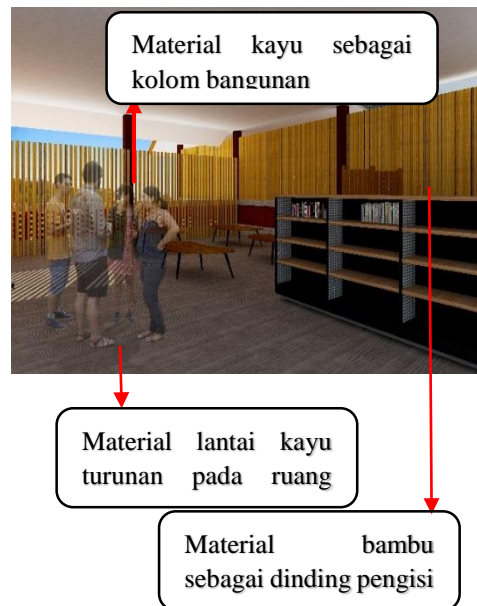 Material kayu sebagai
kolom bangunan
Material lantai kayu
turunan pada ruang
Material bambu
sebagai dinding pengisi